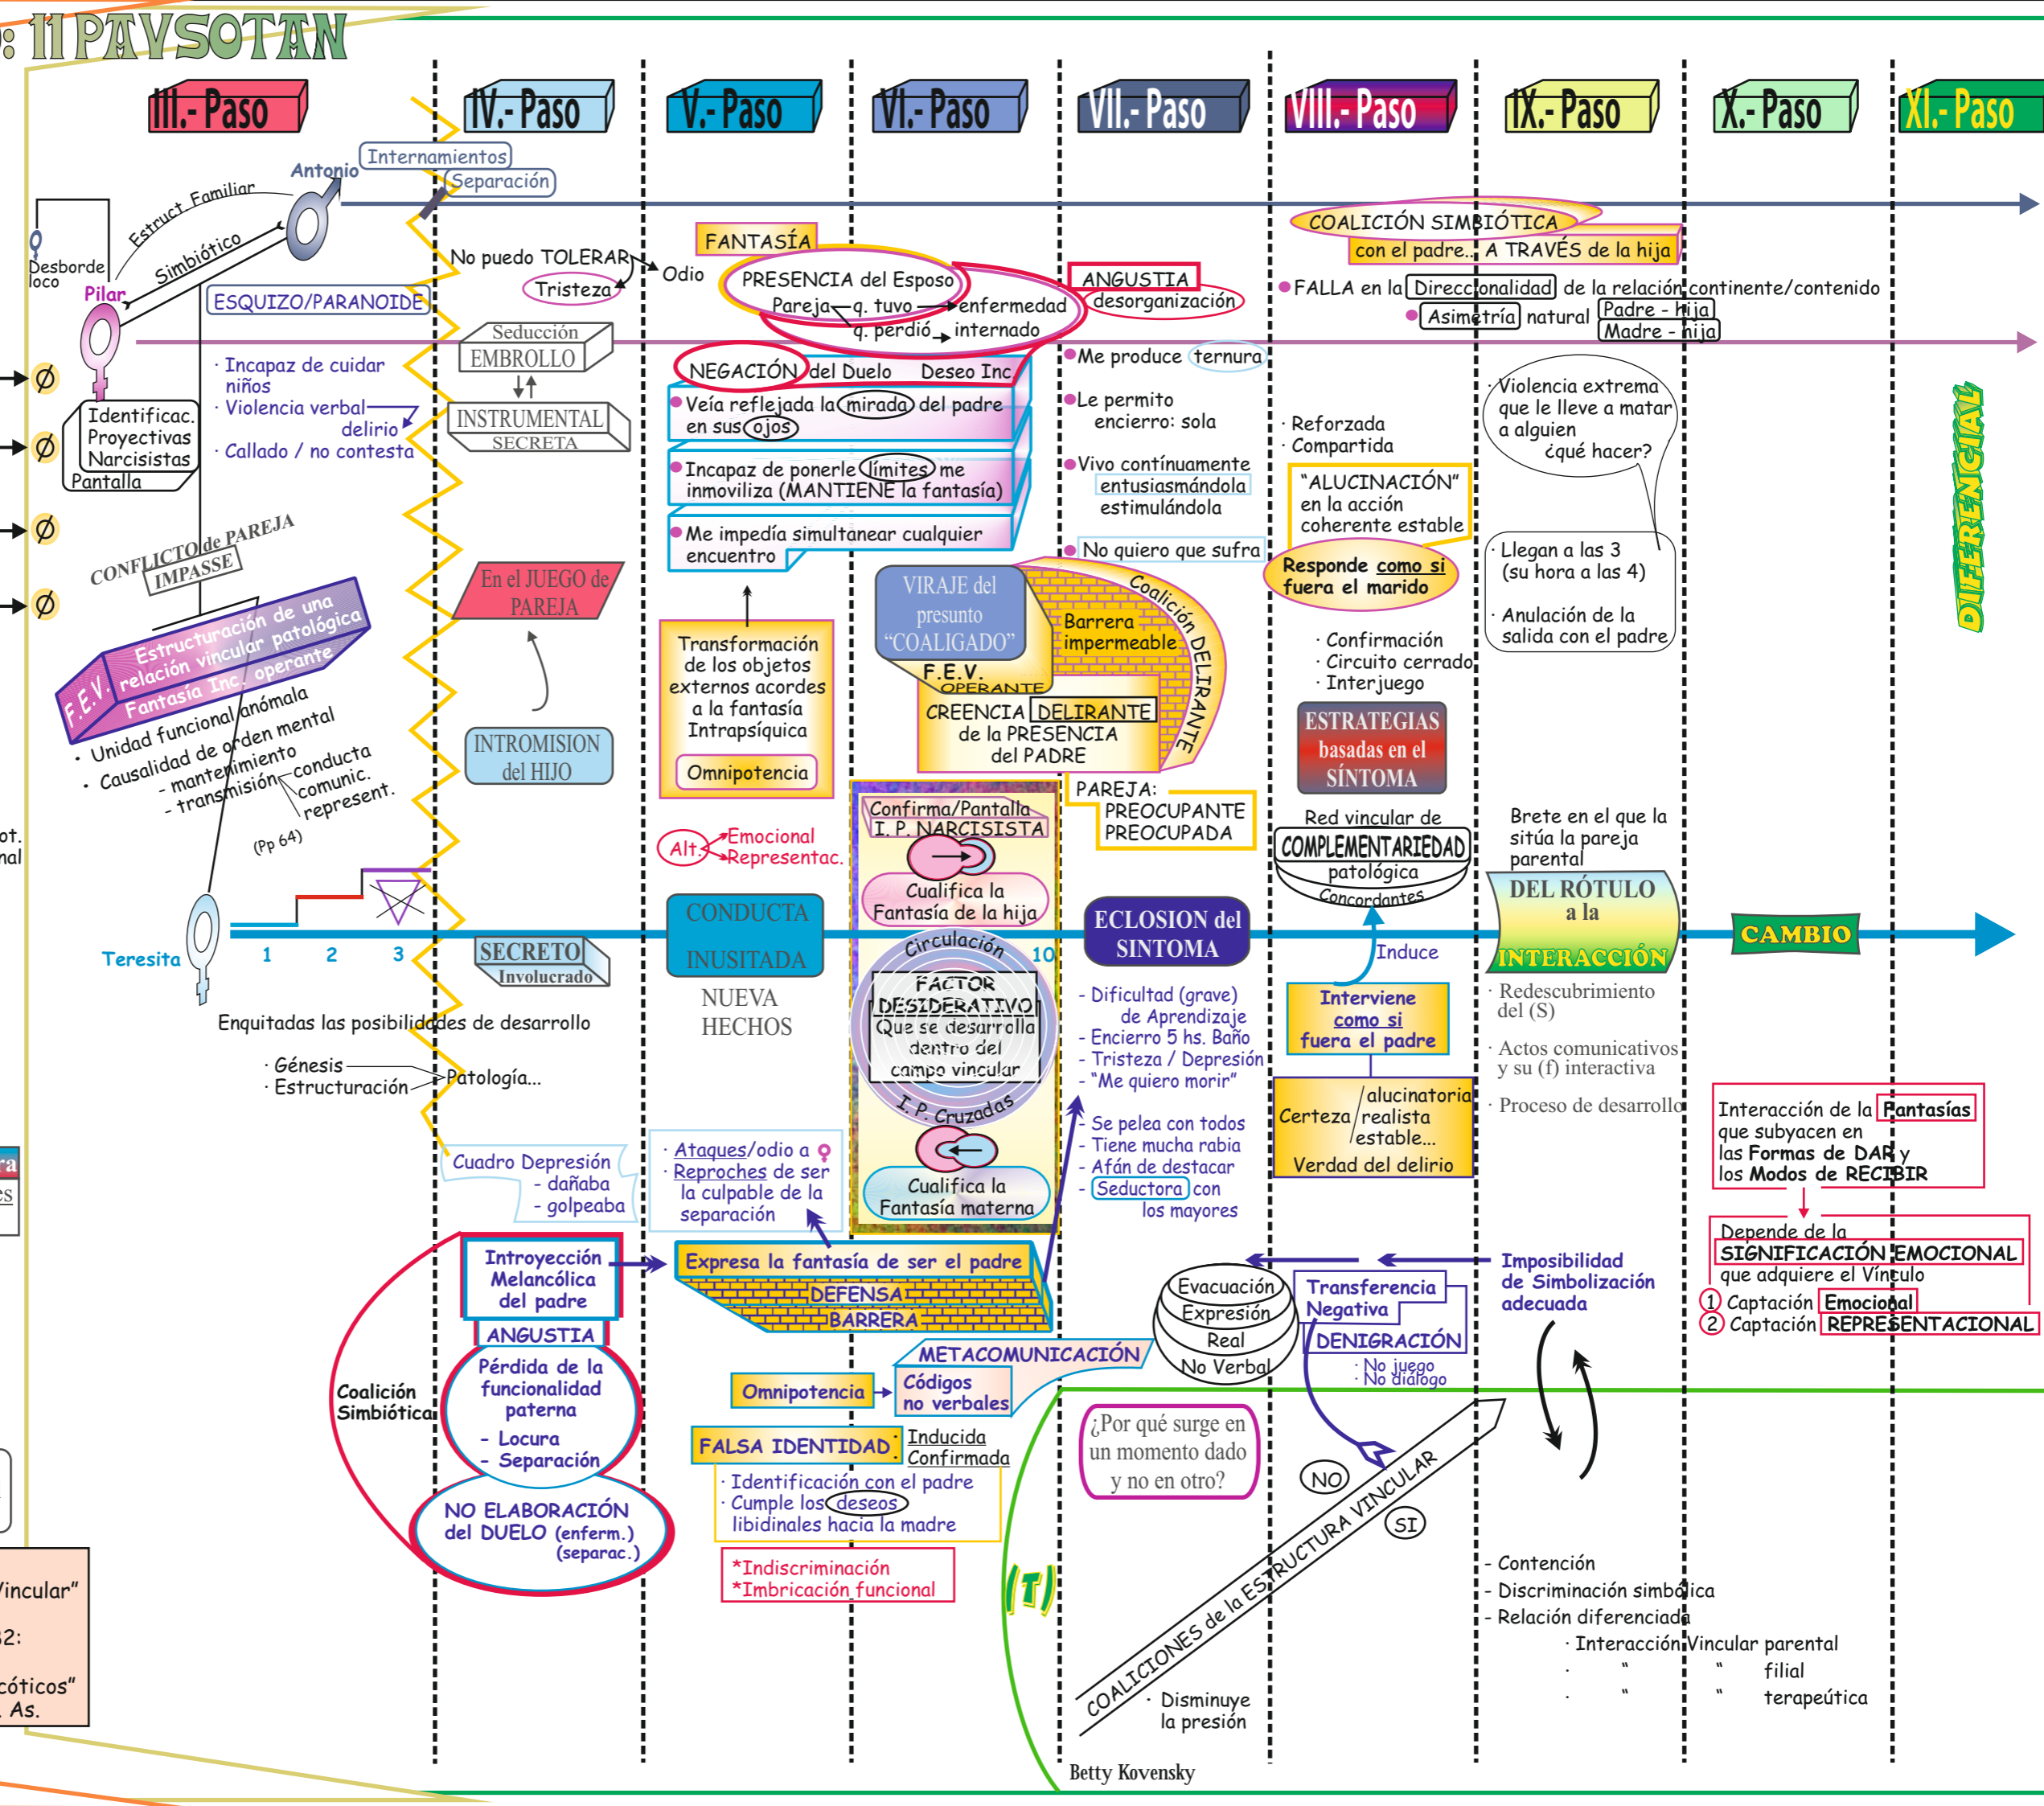 : 11 PAVSOTAN
III.- Paso
IV.- Paso
V.- Paso
VI.- Paso
VII.- Paso
VIII.- Paso
IX.- Paso
X.- Paso
XI.- Paso
Desborde
loco
Estruct. Familiar
Simbiótico
Antonio
Pilar
ESQUIZO/PARANOIDE
· Incapaz de cuidar
niños
· Violencia verbal
delirio
· Callado / no contesta
Identificac.
Proyectivas
Narcisistas
Pantalla
Ø
Ø
Ø
Ø
CONFLICTO de PAREJA
IMPASSE
F.E.V.
Estructuración de una
relación vincular patológica
Fantasía Inc. operante
· Unidad funcional anómala
· Causalidad de orden mental
- mantenimiento
- transmisión
conducta
comunic.
represent.
(Pp 64)
ot.
nal
Teresita
1
2
3
Enquitadas las posibilidades de desarrollo
· Génesis
· Estructuración
Patología...
ra
es
Vincular"
32:
cóticos"
. As.
Internamientos
Separación
No puedo TOLERAR
Tristeza
Odio
Seducción
EMBROLLO
INSTRUMENTAL
SECRETA
En el JUEGO de
PAREJA
INTROMISION
del HIJO
SECRETO
Involucrado
Cuadro Depresión
- dañaba
- golpeaba
Introyección
Melancólica
del padre
ANGUSTIA
Pérdida de la
funcionalidad
paterna
- Locura
- Separación
Coalición
Simbiótica
NO ELABORACIÓN
del DUELO (enferm.)
(separac.)
FANTASÍA
PRESENCIA del Esposo
Pareja
q. tuvo
enfermedad
q. perdió
internado
NEGACIÓN del Duelo Deseo Inc.
Veía reflejada la mirada del padre
en sus ojos
Incapaz de ponerle límites me
inmoviliza (MANTIENE la fantasía)
Me impedía simultanear cualquier
encuentro
Transformación
de los objetos
externos acordes
a la fantasía
Intrapsíquica
Omnipotencia
Alt.
Emocional
Representac.
CONDUCTA
INUSITADA
NUEVA
HECHOS
· Ataques/odio a ♀
· Reproches de ser
la culpable de la
separación
Expresa la fantasía de ser el padre
DEFENSA
BARRERA
METACOMUNICACIÓN
Omnipotencia
Códigos
no verbales
FALSA IDENTIDAD
· Inducida
Confirmada
· Identificación con el padre
· Cumple los deseos
libidinales hacia la madre
*Indiscriminación
*Imbricación funcional
VIRAJE del
presunto
“COALIGADO”
F.E.V.
OPERANTE
Barrera
impermeable
Coalición DELIRANTE
CREENCIA DELIRANTE
de la PRESENCIA
del PADRE
Confirma/Pantalla
I. P. NARCISISTA
Cualifica la
Fantasía de la hija
Circulación
10
FACTOR
DESIDERATIVO
Que se desarrolla
dentro del
campo vincular
I. P. Cruzadas
Cualifica la
Fantasía materna
ANGUSTIA
desorganización
Me produce ternura
Le permito
encierro: sola
Vivo contínuamente
entusiasmándola
estimulándola
No quiero que sufra
PAREJA:
PREOCUPANTE
PREOCUPADA
ECLOSION del
SINTOMA
- Dificultad (grave)
de Aprendizaje
- Encierro 5 hs. Baño
- Tristeza / Depresión
- “Me quiero morir”
- Se pelea con todos
- Tiene mucha rabia
- Afán de destacar
- Seductora con
los mayores
Evacuación
Expresión
Real
No Verbal
¿Por qué surge en
un momento dado
y no en otro?
(T)
COALICIONES de la ESTRUCTURA VINCULAR
NO
SI
· Disminuye
la presión
Betty Kovensky
COALICIÓN SIMBIÓTICA
con el padre.. A TRAVÉS de la hija
FALLA en la Direccionalidad de la relación continente/contenido
Asimetría natural
Padre - hija
Madre - hija
· Reforzada
· Compartida
“ALUCINACIÓN”
en la acción
coherente estable
Responde como si
fuera el marido
· Confirmación
· Circuito cerrado
· Interjuego
ESTRATEGIAS
basadas en el
SÍNTOMA
Red vincular de
COMPLEMENTARIEDAD
patológica
Concordantes
Induce
Interviene
como si
fuera el padre
Certeza
alucinatoria
realista
estable...
Verdad del delirio
Transferencia
Negativa
DENIGRACIÓN
· No juego
· No diálogo
· Violencia extrema
que le lleve a matar
a alguien
¿qué hacer?
· Llegan a las 3
(su hora a las 4)
· Anulación de la
salida con el padre
Brete en el que la
sitúa la pareja
parental
DEL RÓTULO
a la
INTERACCIÓN
· Redescubrimiento
del (S)
· Actos comunicativos
y su (f) interactiva
· Proceso de desarrollo
Imposibilidad
de Simbolización
adecuada
- Contención
- Discriminación simbólica
- Relación diferenciada
· Interacción Vincular parental
· “ “ filial
· “ “ terapeútica
CAMBIO
Interacción de la Fantasías
que subyacen en
las Formas de DAR y
los Modos de RECIBIR
Depende de la
SIGNIFICACIÓN EMOCIONAL
que adquiere el Vínculo
1 Captación Emocional
2 Captación REPRESENTACIONAL
DIFERENCIAL